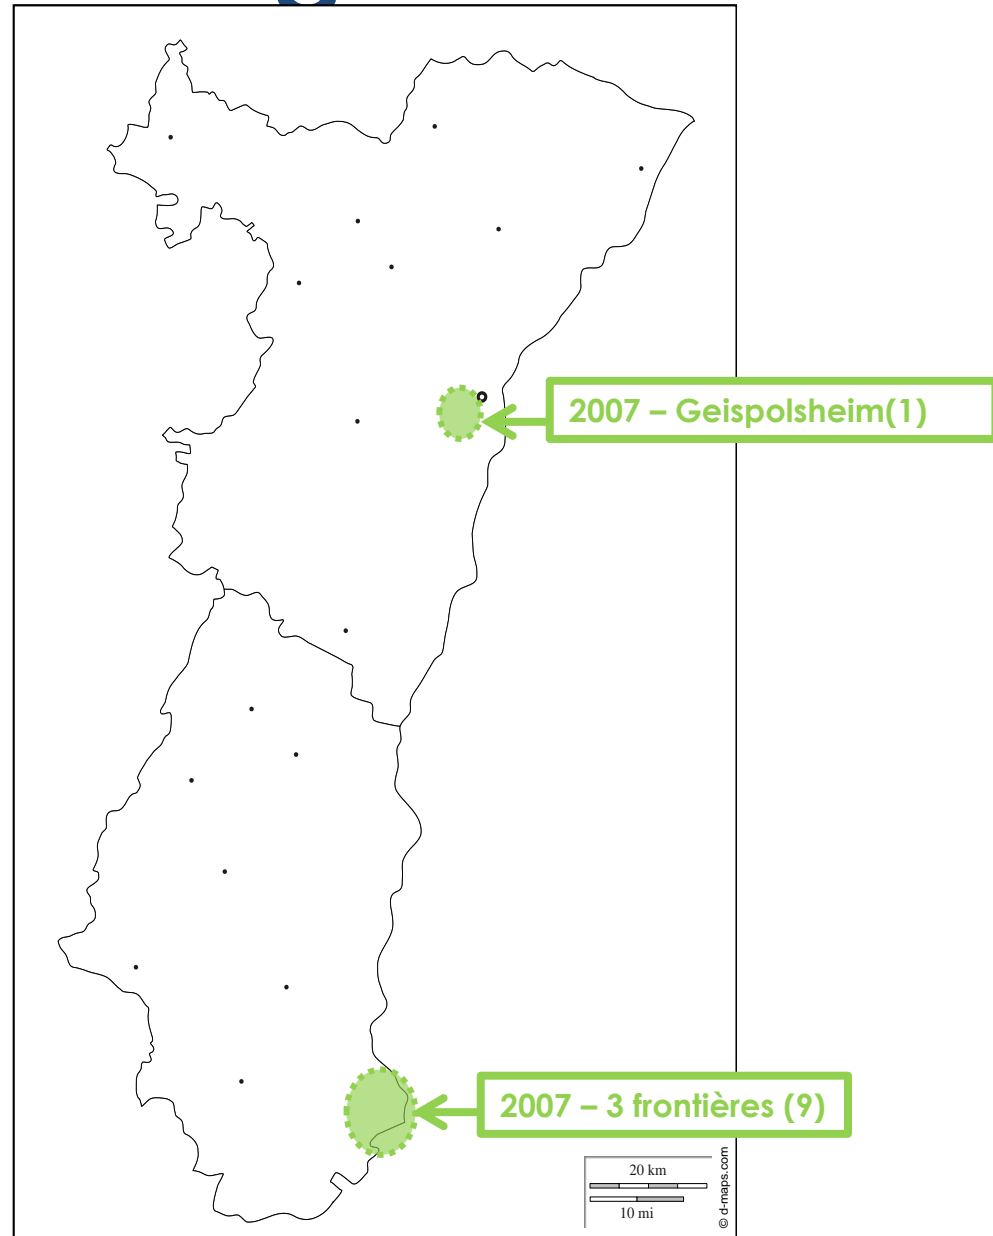 2007 – Geispolsheim(1)
2007 – 3 frontières (9)
20 km
10 mi
© d-maps.com